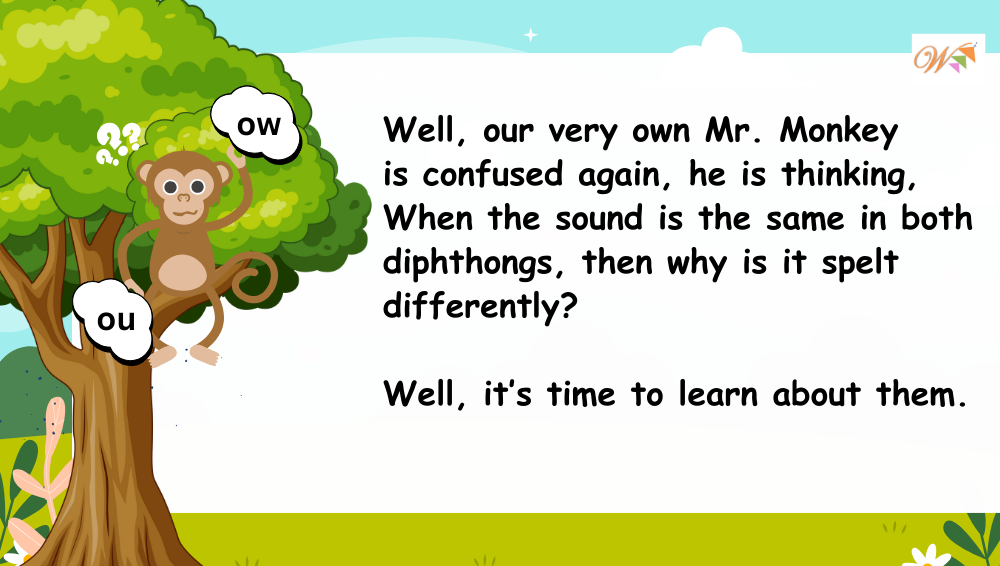 ow
??
?.?
ou
Well, our very own Mr. Monkey
is confused again, he is thinking,
When the sound is the same in both
diphthongs, then why is it spelt
differently?
Well, it's time to learn about them.
W